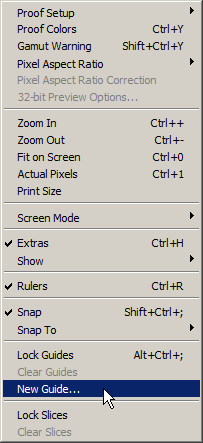 Proof Setup
Proof Colors Ctrl+Y
Gamut Warning Shift+Ctrl+Y
Pixel Aspect Ratio
Pixel Aspect Ratio Correction
32-bit Preview Options...
Zoom In Ctrl++
Zoom Out Ctrl+-
Fit on Screen Ctrl+0
Actual Pixels Ctrl+1
Print Size
Screen Mode
Extras Ctrl+H
Show
Rulers Ctrl+R
Snap Shift+Ctrl+;
Snap To
Lock Guides Alt+Ctrl+;
Clear Guides
New Guide...
Lock Slices
Clear Slices